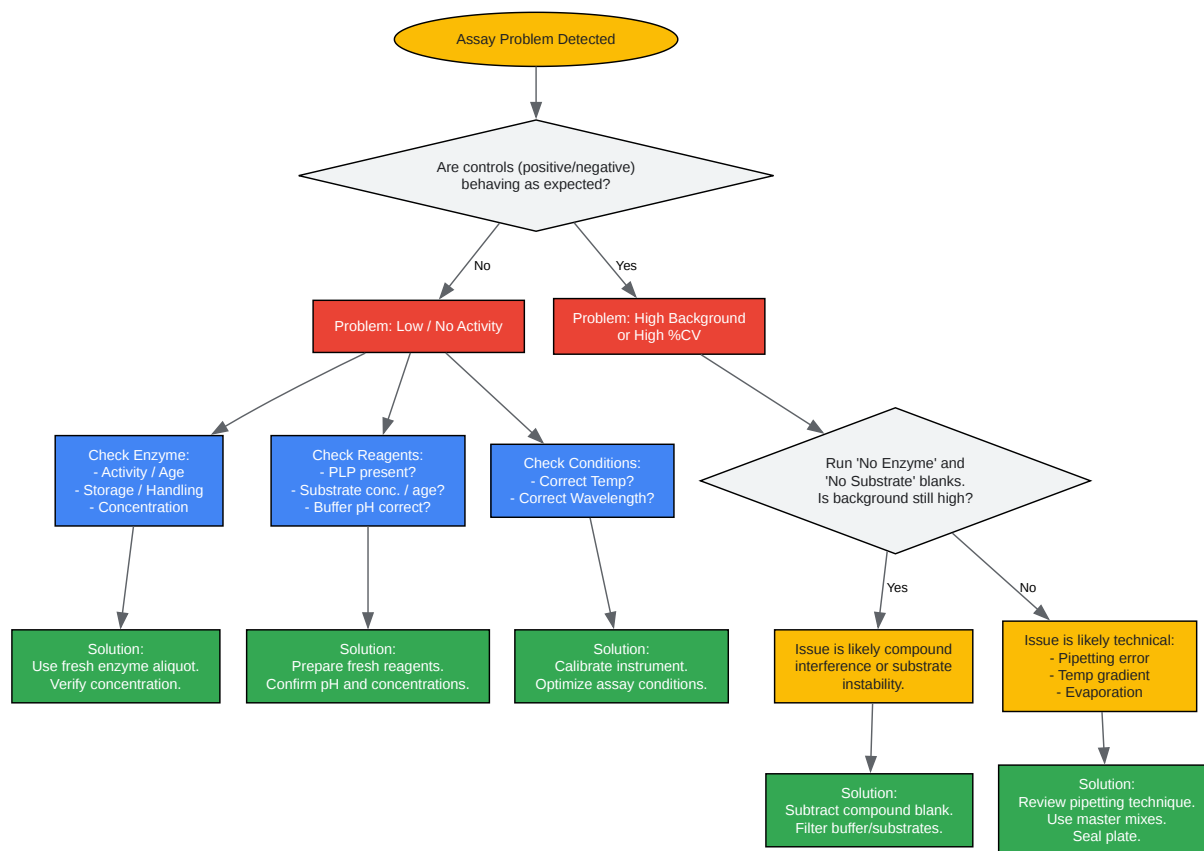 Assay Problem Detected
Are controls (positive/negative)
behaving as expected?
No
Yes
Problem: Low / No Activity
Problem: High Background
or High %CV
Check Enzyme:
- Activity / Age
- Storage / Handling
- Concentration
Check Reagents:
- PLP present?
- Substrate conc. / age?
- Buffer pH correct?
Check Conditions:
- Correct Temp?
- Correct Wavelength?
Run 'No Enzyme' and
'No Substrate' blanks.
Is background still high?
Yes
No
Solution:
Use fresh enzyme aliquot.
Verify concentration.
Solution:
Prepare fresh reagents.
Confirm pH and concentrations.
Solution:
Calibrate instrument.
Optimize assay conditions.
Issue is likely compound
interference or substrate
instability.
Issue is likely technical:
- Pipetting error
- Temp gradient
- Evaporation
Solution:
Subtract compound blank.
Filter buffer/substrates.
Solution:
Review pipetting technique.
Use master mixes.
Seal plate.